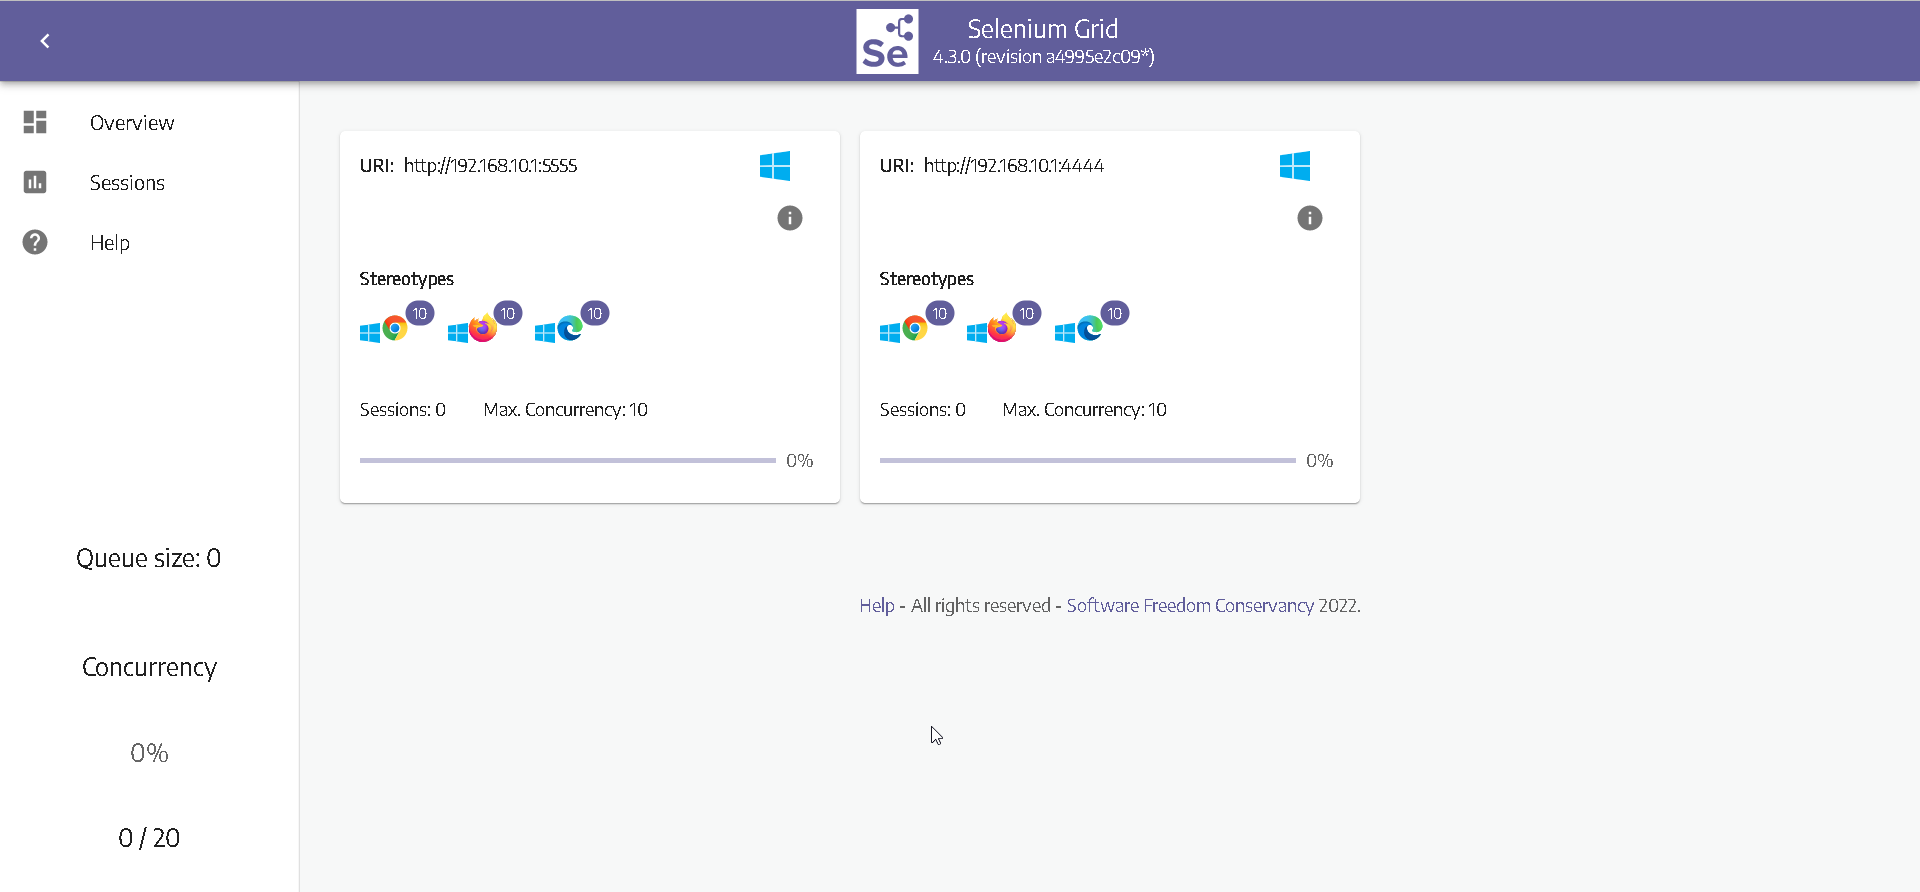 Se
Selenium Grid
4.3.0 (revision a4995e2c09*)
Overview
Sessions
Help
Queue size: 0
Concurrency
0%
0 / 20
URI: http://192.168.10.1:5555
Stereotypes
10 10 10
Sessions: 0 Max. Concurrency: 10
0%
URI: http://192.168.10.1:4444
Stereotypes
10 10 10
Sessions: 0 Max. Concurrency: 10
0%
Help - All rights reserved - Software Freedom Conservancy 2022.